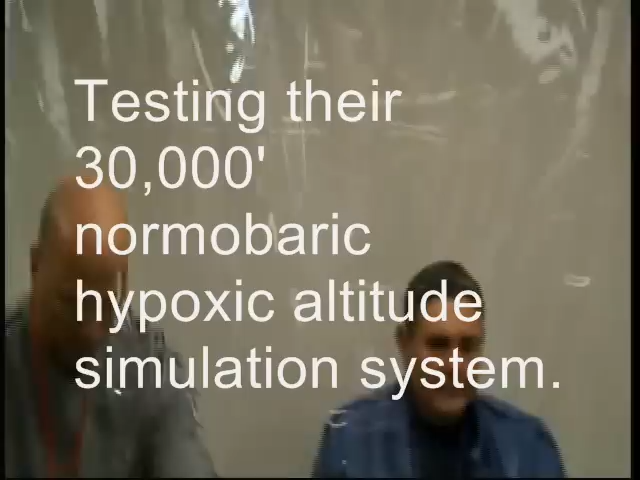 Testing their
30,000'
normobaric
hypoxic altitude
simulation system.